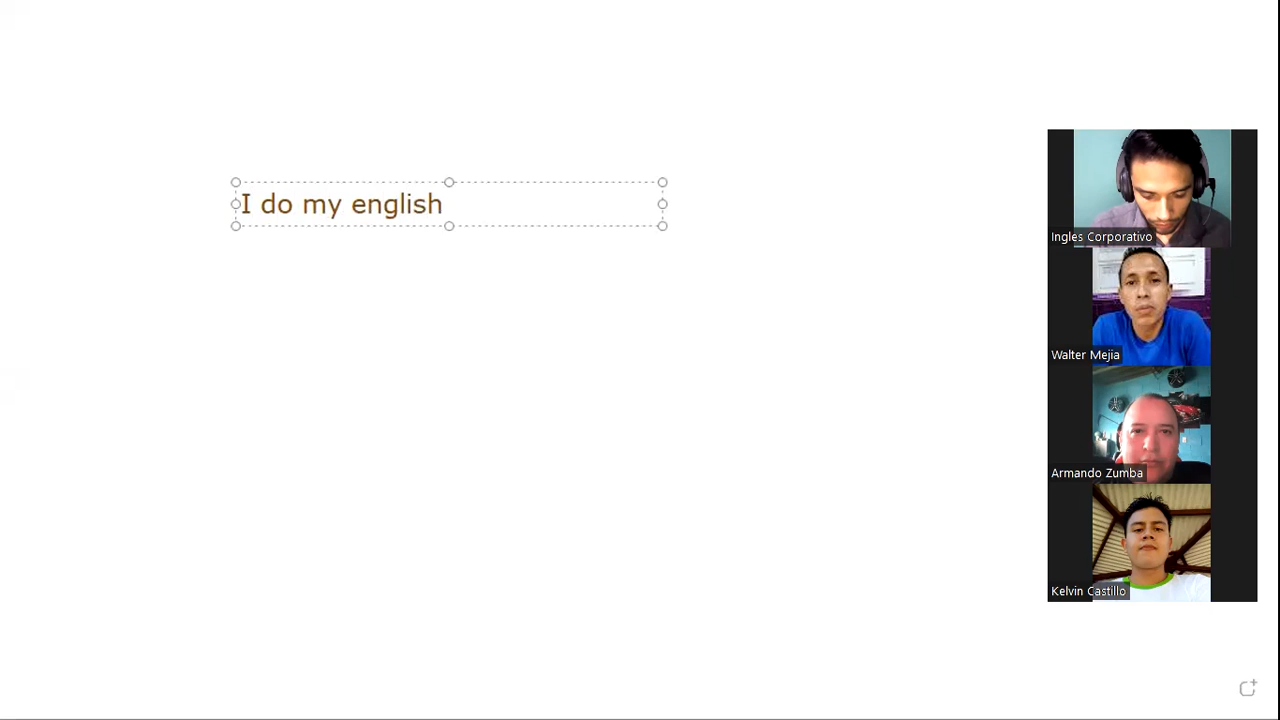 I do my english
Ingles Corporativo
Walter Mejia
Armando Zumba
Kelvin Castillo